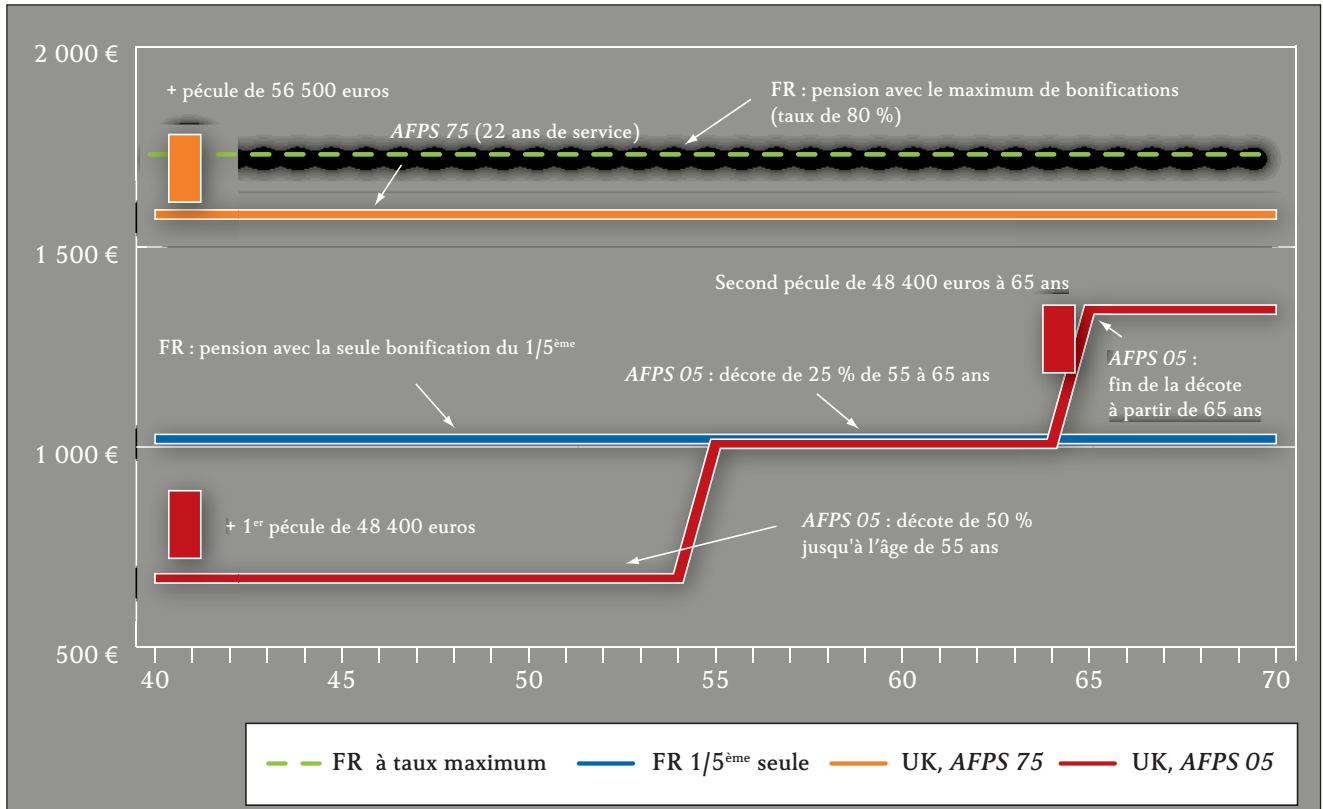 2 000 €
+ pécule de 56 500 euros
FR : pension avec le maximum de bonifications
(taux de 80 %)
AFPS 75 (22 ans de service)
1 500 €
Second pécule de 48 400 euros à 65 ans
FR : pension avec la seule bonification du 1/5ème
AFPS 05 : décote de 25 % de 55 à 65 ans
AFPS 05 :
fin de la décote
à partir de 65 ans
1 000 €
+ 1er pécule de 48 400 euros
AFPS 05 : décote de 50 %
jusqu'à l'âge de 55 ans
500 €
40 45 50 55 60 65 70
FR à taux maximum FR 1/5ème seule UK, AFPS 75 UK, AFPS 05